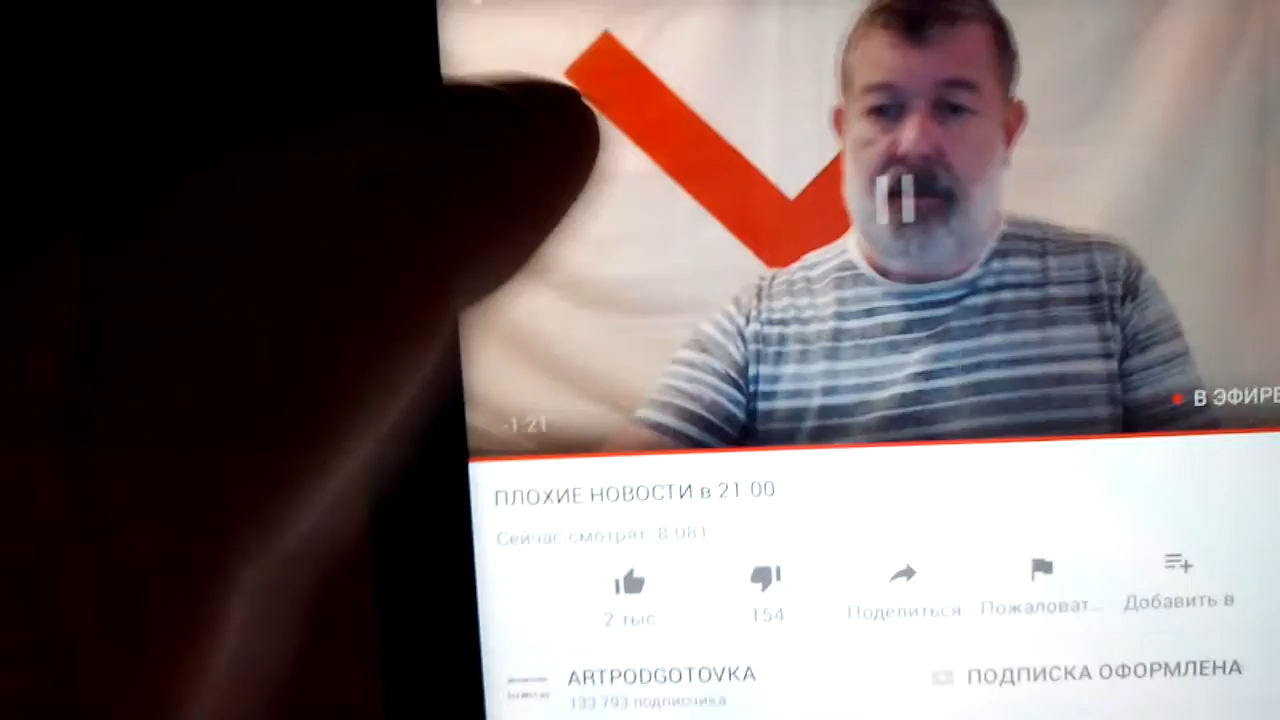 -1:21
В ЭФИРЕ
ПЛОХИЕ НОВОСТИ в 21 00
Сейчас смотрят: 8 081
2 тыс.
154
Поделиться
Пожаловат...
Добавить в
ARTPODGOTOVKA
ПОДПИСКА ОФОРМЛЕНА
133 793 подписчика